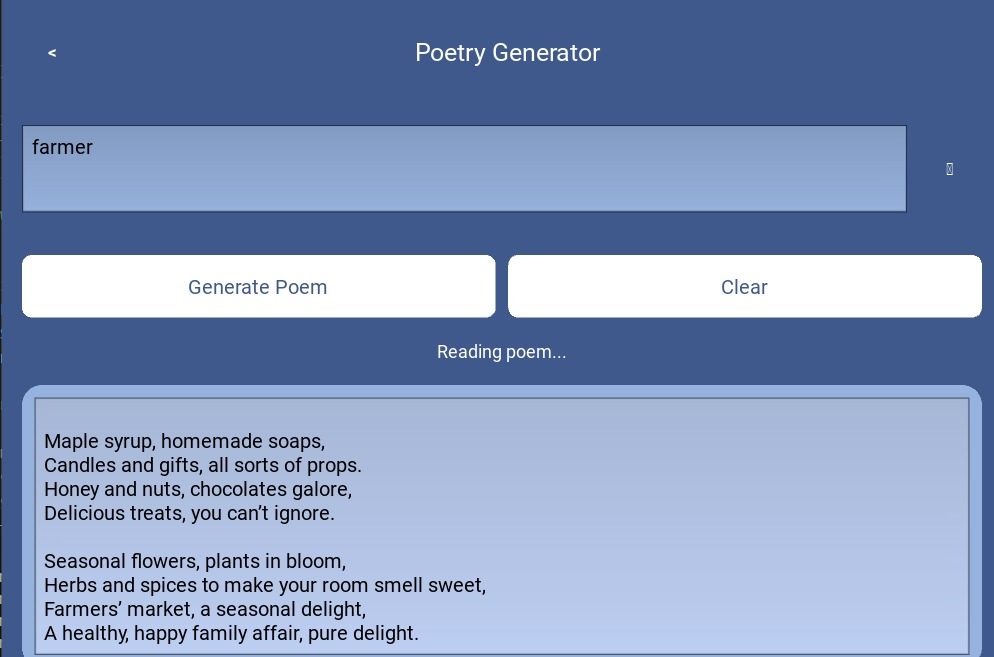 <
Poetry Generator
farmer
Generate Poem
Clear
Reading poem...
Maple syrup, homemade soaps,
Candles and gifts, all sorts of props.
Honey and nuts, chocolates galore,
Delicious treats, you can’t ignore.
Seasonal flowers, plants in bloom,
Herbs and spices to make your room smell sweet,
Farmers’ market, a seasonal delight,
A healthy, happy family affair, pure delight.